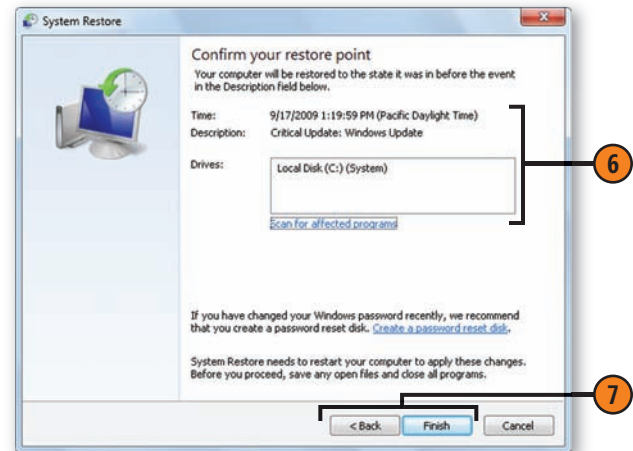 System Restore
Confirm your restore point
Your computer will be restored to the state it was in before the event
in the Description field below.
Time: 9/17/2009 1:19:59 PM (Pacific Daylight Time)
Description: Critical Update: Windows Update
Drives: Local Disk (C:) (System)
6
Scan for affected programs
If you have changed your Windows password recently, we recommend
that you create a password reset disk. Create a password reset disk.
System Restore needs to restart your computer to apply these changes.
Before you proceed, save any open files and close all programs.
7
< Back Finish Cancel